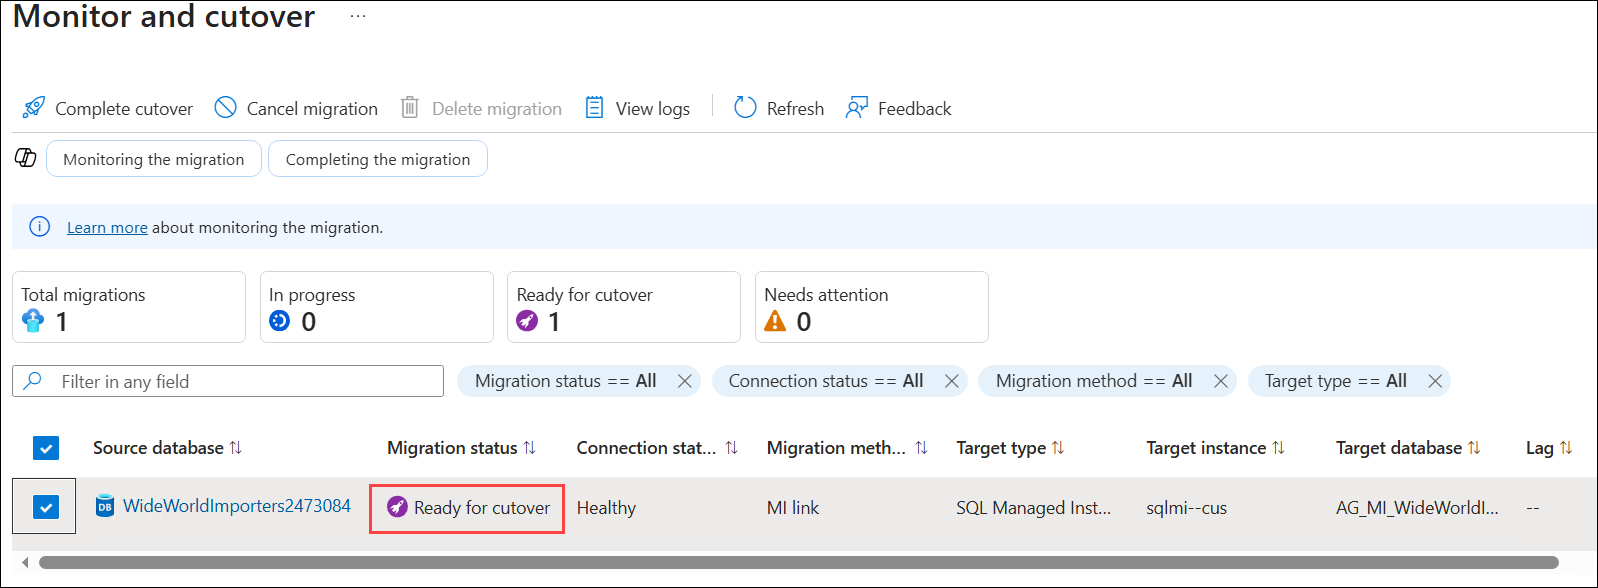 Monitor and cutover ...
Complete cutover Cancel migration Delete migration View logs Refresh Feedback
Monitoring the migration Completing the migration
Learn more about monitoring the migration.
Total migrations In progress Ready for cutover Needs attention
1 0 1 0
Filter in any field Migration status == All Connection status == All Migration method == All Target type == All
Source database Migration status Connection stat... Migration meth... Target type Target instance Target database Lag
DB WideWorldImporters2473084 Ready for cutover Healthy MI link SQL Managed Inst... sqlmi--cus AG_MI_WideWorldI... --